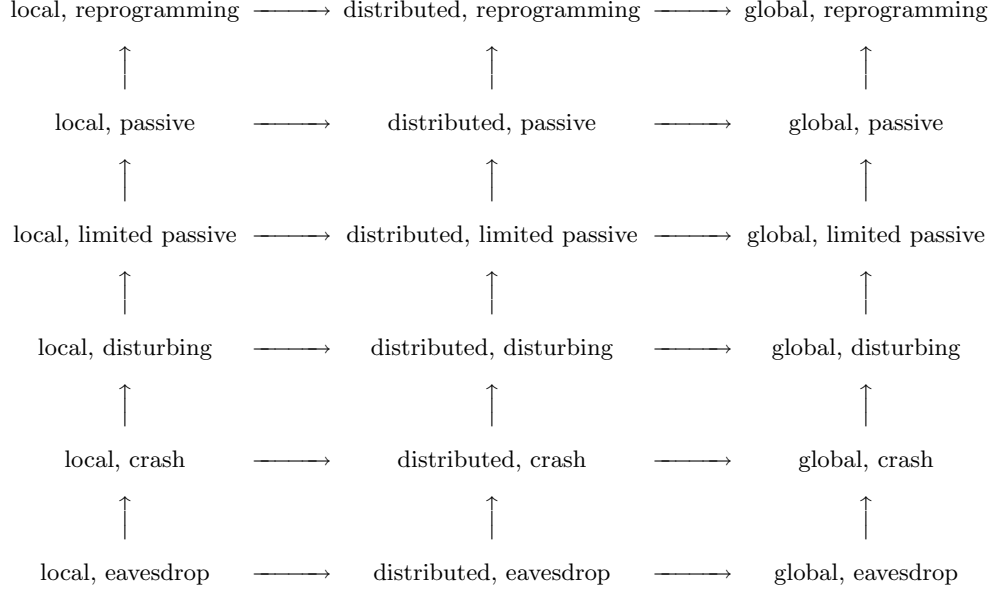 local, reprogramming distributed, reprogramming global, reprogramming
local, passive distributed, passive global, passive
local, limited passive distributed, limited passive global, limited passive
local, disturbing distributed, disturbing global, disturbing
local, crash distributed, crash global, crash
local, eavesdrop distributed, eavesdrop global, eavesdrop